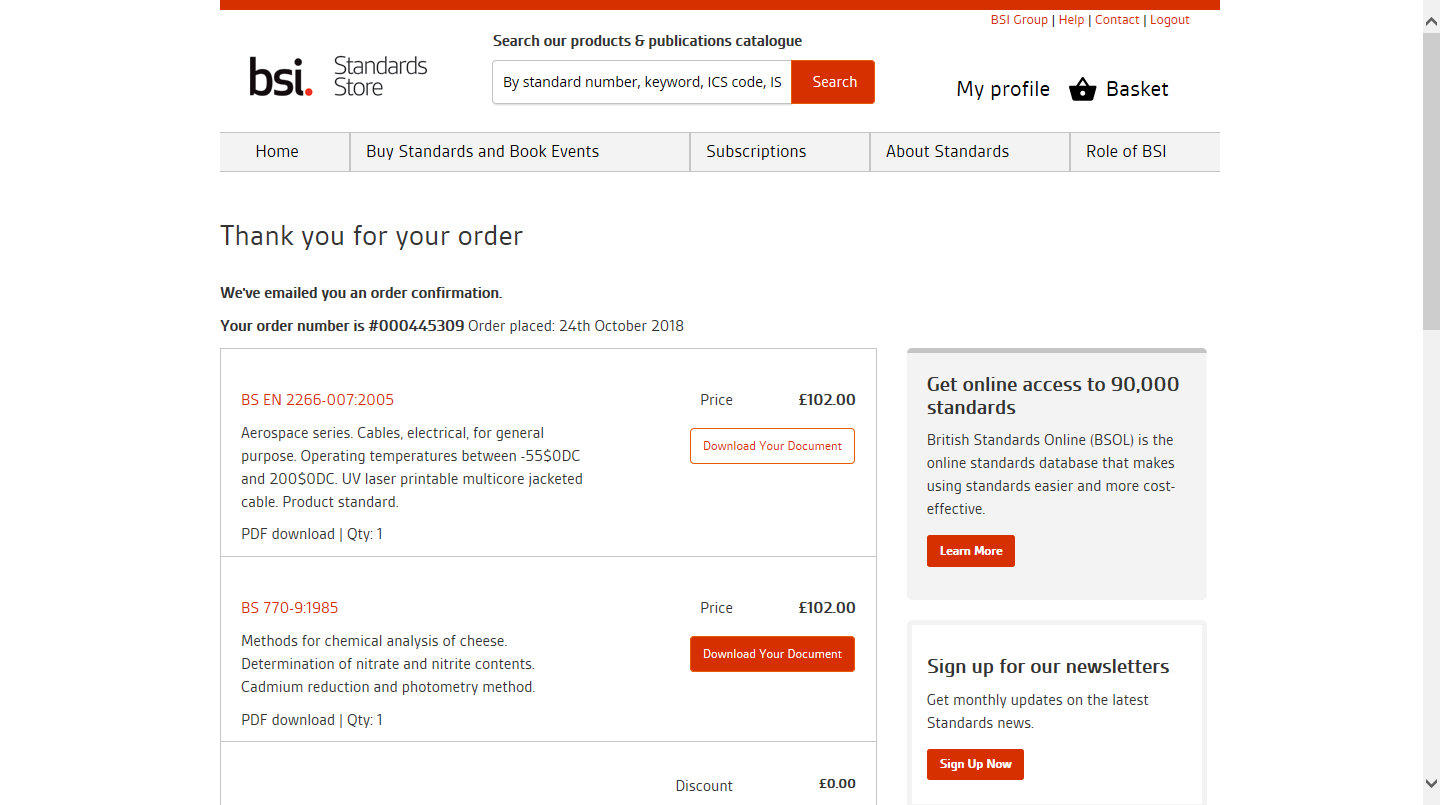 BSI Group | Help | Contact | Logout
Search our products & publications catalogue
bsi. Standards
Store
By standard number, keyword, ICS code, IS
Search
My profile
Basket
Home
Buy Standards and Book Events
Subscriptions
About Standards
Role of BSI
Thank you for your order
We've emailed you an order confirmation.
Your order number is #000445309 Order placed: 24th October 2018
BS EN 2266-007:2005
Price
£102.00
Aerospace series. Cables, electrical, for general
purpose. Operating temperatures between -55$0DC
and 200$0DC. UV laser printable multicore jacketed
cable. Product standard.
Download Your Document
PDF download | Qty: 1
BS 770-9:1985
Price
£102.00
Methods for chemical analysis of cheese.
Determination of nitrate and nitrite contents.
Cadmium reduction and photometry method.
Download Your Document
PDF download | Qty: 1
Discount
£0.00
Get online access to 90,000
standards
British Standards Online (BSOL) is the
online standards database that makes
using standards easier and more cost-
effective.
Learn More
Sign up for our newsletters
Get monthly updates on the latest
Standards news.
Sign Up Now